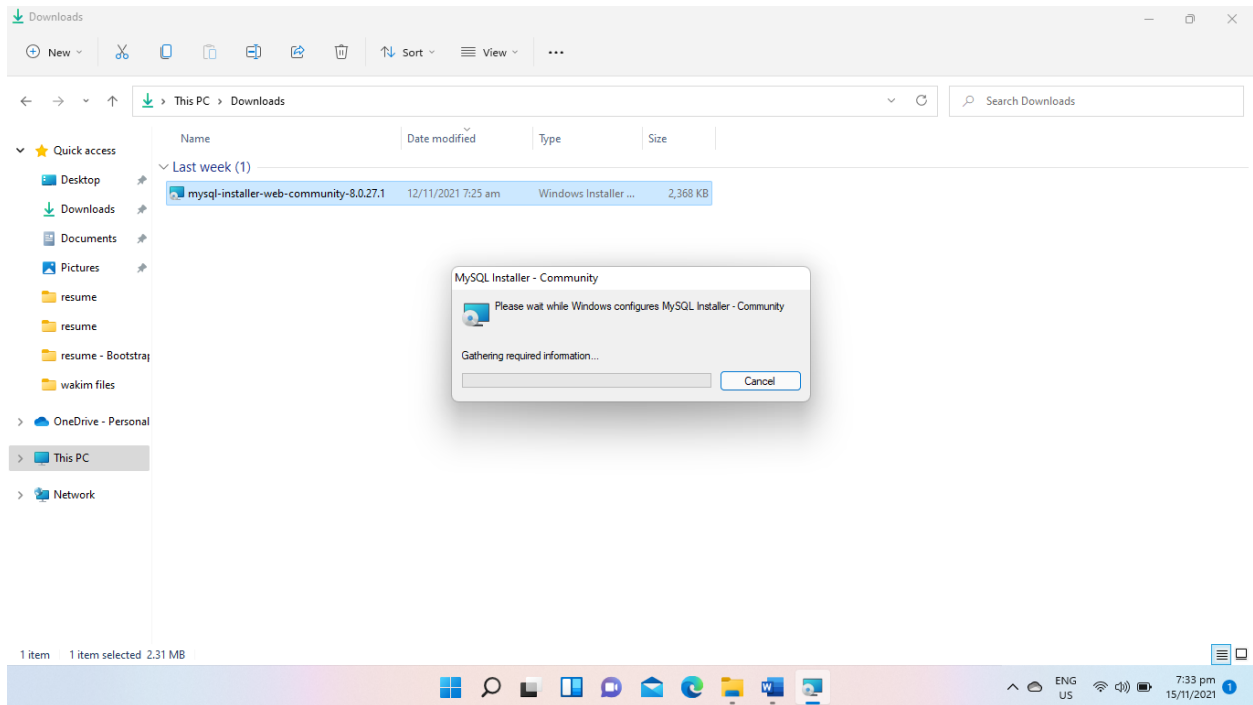 Downloads
New
Sort
View
This PC > Downloads
Search Downloads
Name
Date modified
Type
Size
Quick access
Last week (1)
Desktop
mysql-installer-web-community-8.0.27.1 12/11/2021 7:25 am Windows Installer ... 2,368 KB
Downloads
Documents
Pictures
resume
resume
resume - Bootstrap
wakim files
OneDrive - Personal
This PC
Network
MySQL Installer - Community
Please wait while Windows configures MySQL Installer - Community
Gathering required information...
Cancel
1 item
1 item selected 2.31 MB
ENG
US
7:33 pm
15/11/2021
1